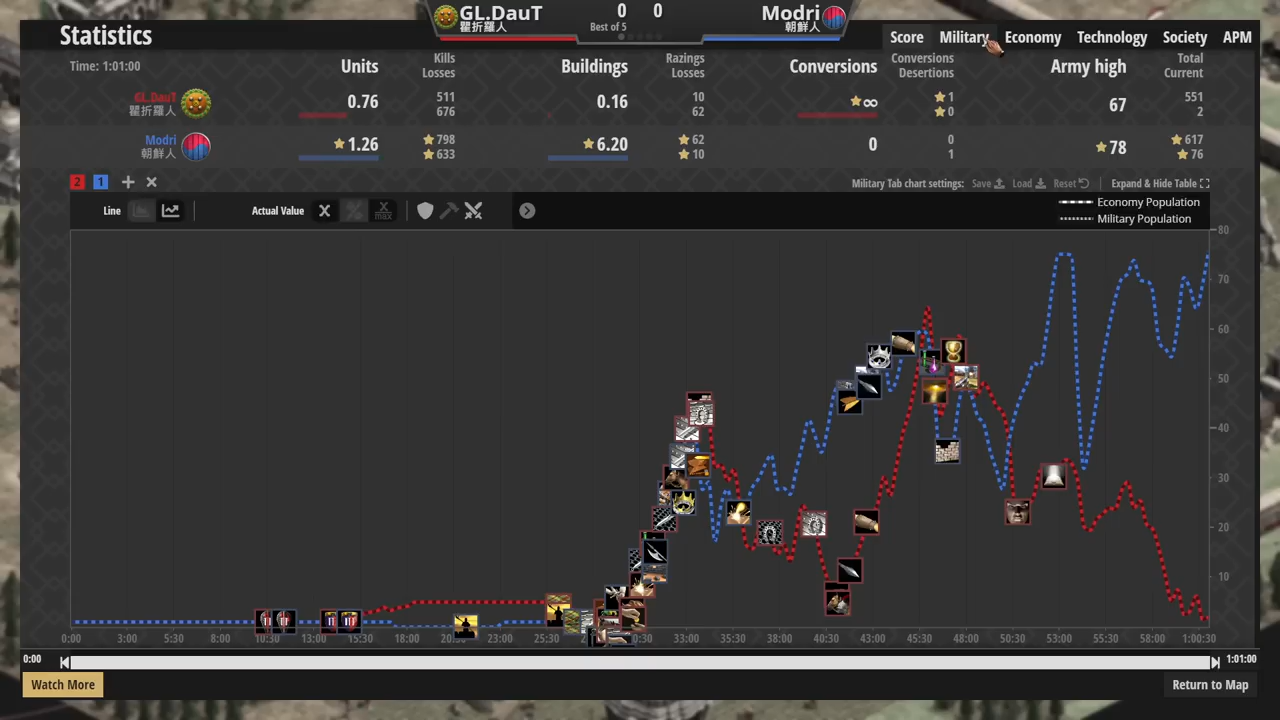 GL.DauT
瞿折羅人
0 0
Best of 5
Modri
朝鮮人
Statistics
Score Military Economy Technology Society APM
Time: 1:01:00
Units
Kills
Losses
Buildings
Razings
Losses
Conversions
Conversions
Desertions
Army high
Total
Current
GL.DauT
瞿折羅人
0.76
511
676
0.16
10
62
∞
1
0
67
551
2
Modri
朝鮮人
1.26
798
633
6.20
62
10
0
0
1
78
617
76
2 1
Military Tab chart settings: Save Load Reset Expand & Hide Table
Line
Actual Value X % X max
Economy Population
Military Population
80
70
60
50
40
30
20
10
0:00 3:00 5:30 8:00 10:30 13:00 15:30 18:00 20:30 23:00 25:30 2 0:30 33:00 35:30 38:00 40:30 43:00 45:30 48:00 50:30 53:00 55:30 58:00 1:00:30
0:00
1:01:00
Watch More
Return to Map